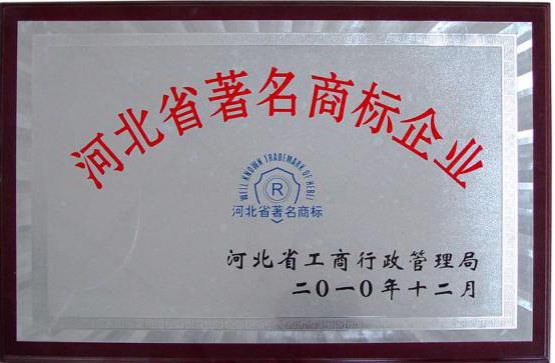 河北省著名商标企业
WELL KNOWN TRADEMARK OF HEBEI
R
河北省著名商标
河北省工商行政管理局
二〇一〇年十二月